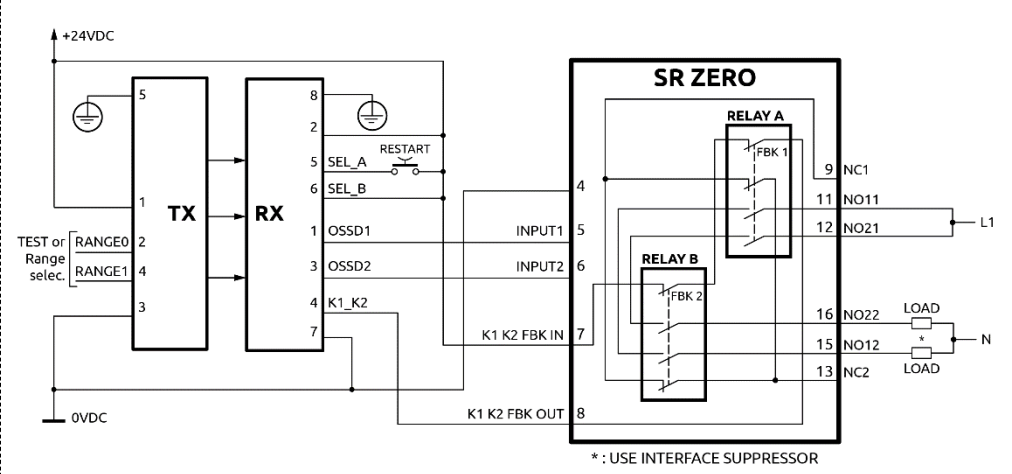 +24VDC
SR ZERO
RELAY A
FBK 1
5
8
2
RESTART
5 SEL_A
6 SEL_B
4
9 NC1
11 NO11
12 NO21
L1
1
TX
RX
1 OSSD1
INPUT1 5
TEST or
Range
selec.
RANGE0 2
RANGE1 4
3 OSSD2
INPUT2 6
RELAY B
FBK 2
3
4 K1_K2
7
K1 K2 FBK IN 7
16 NO22
LOAD
15 NO12
*
LOAD
N
13 NC2
0VDC
K1 K2 FBK OUT 8
* : USE INTERFACE SUPPRESSOR